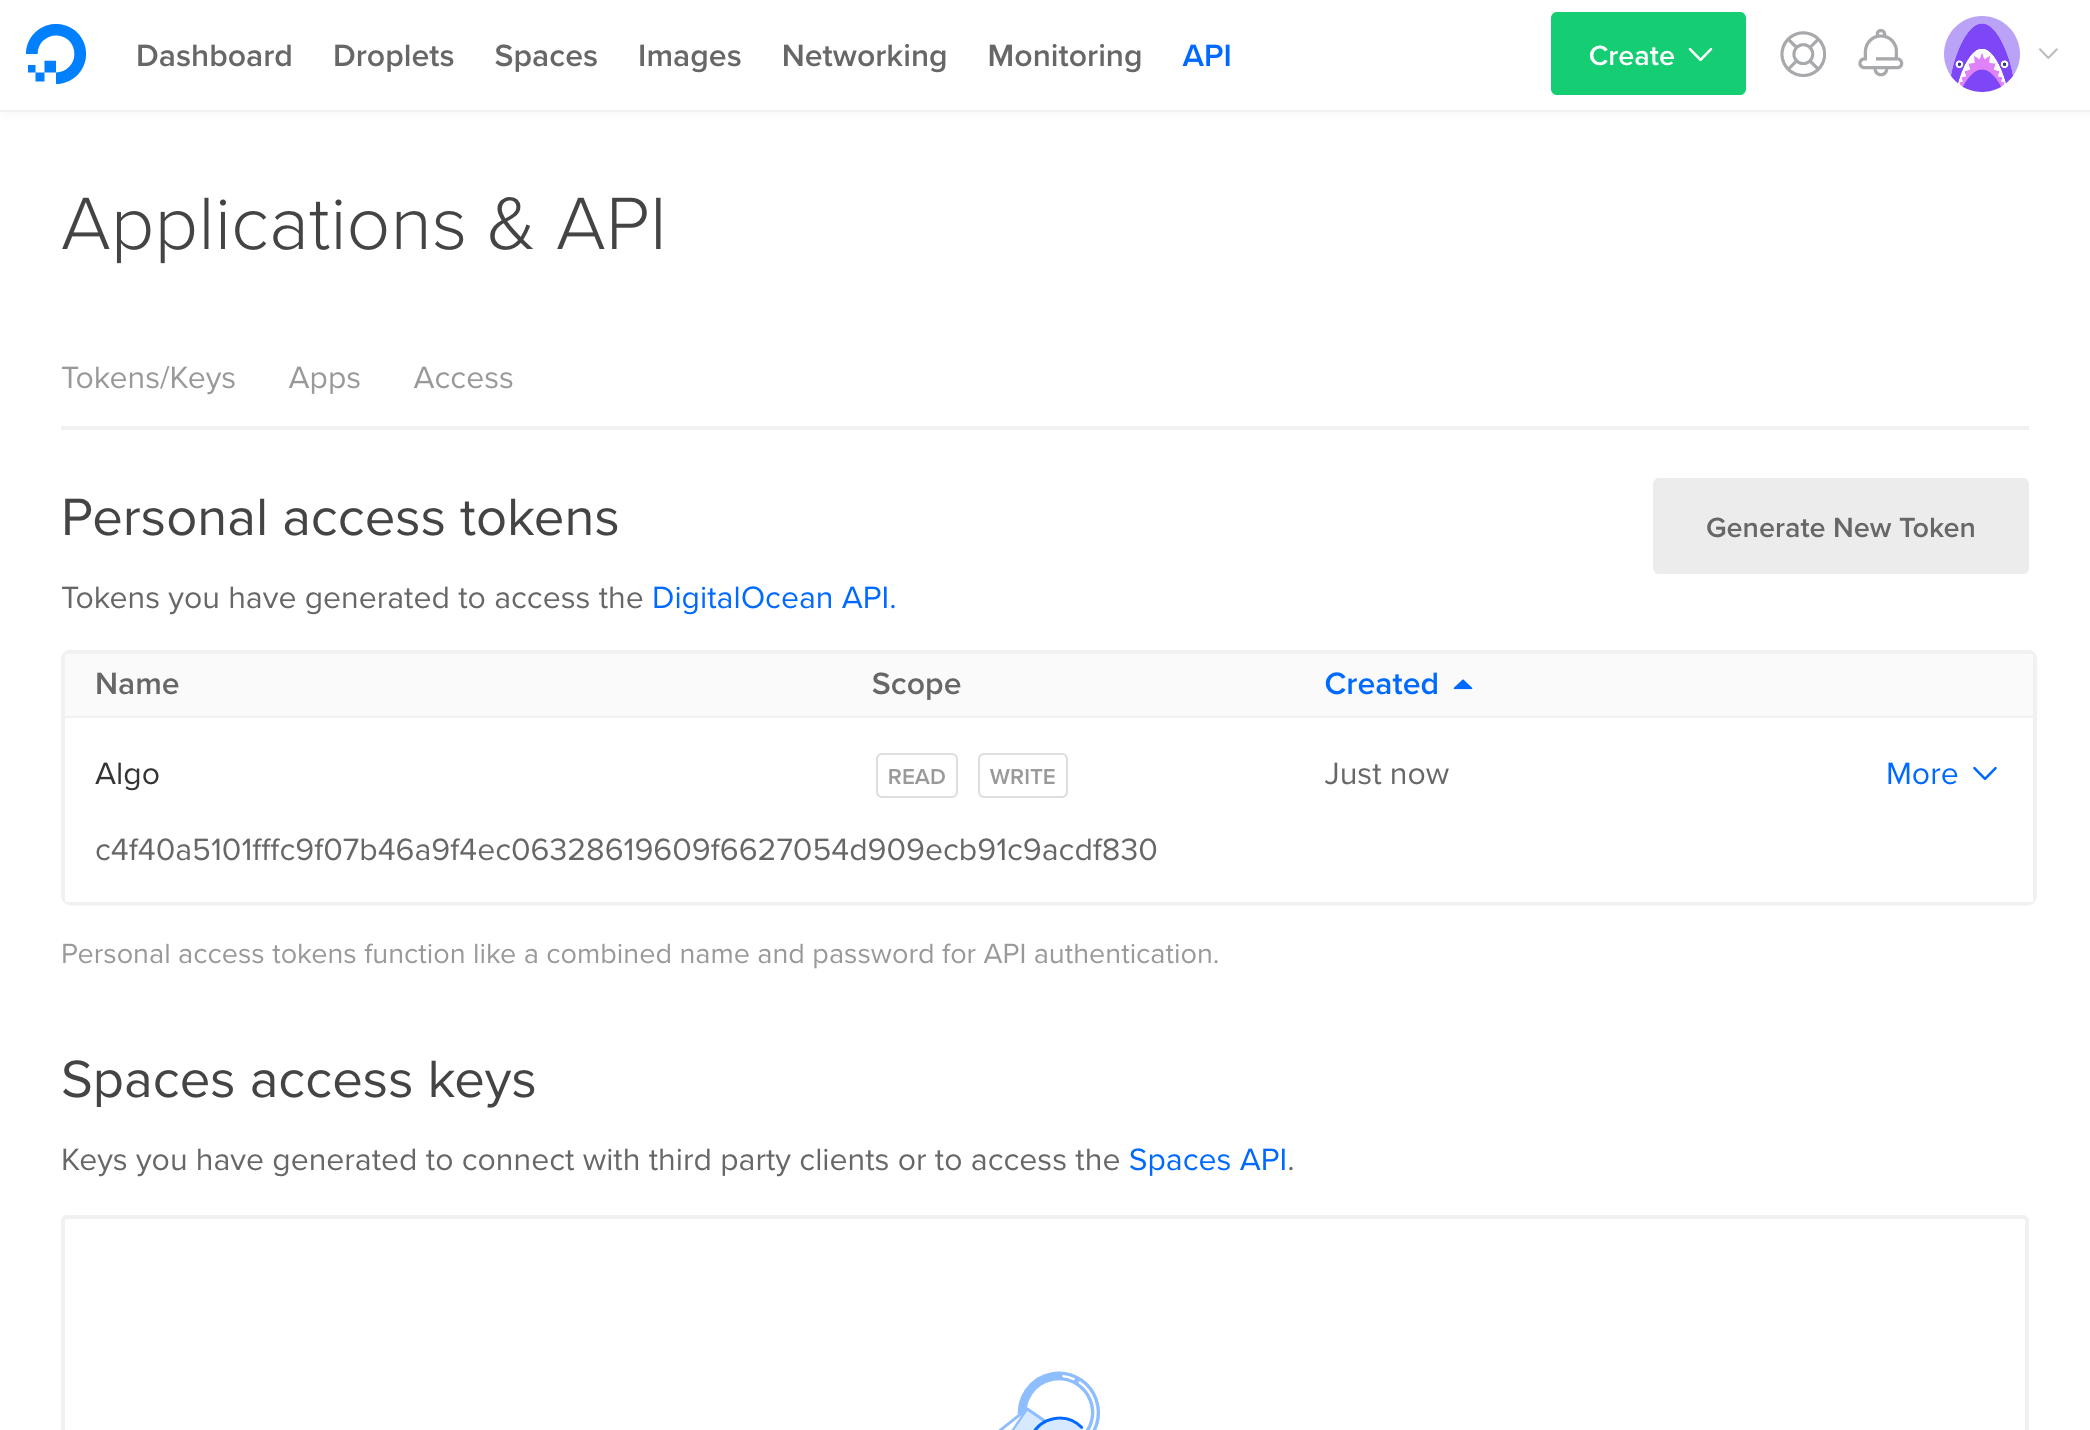 Dashboard Droplets Spaces Images Networking Monitoring API Create
Applications & API
Tokens/Keys Apps Access
Personal access tokens
Generate New Token
Tokens you have generated to access the DigitalOcean API.
Name Scope Created
Algo READ WRITE Just now More
c4f40a5101fffc9f07b46a9f4ec06328619609f6627054d909ecb91c9acdf830
Personal access tokens function like a combined name and password for API authentication.
Spaces access keys
Keys you have generated to connect with third party clients or to access the Spaces API.